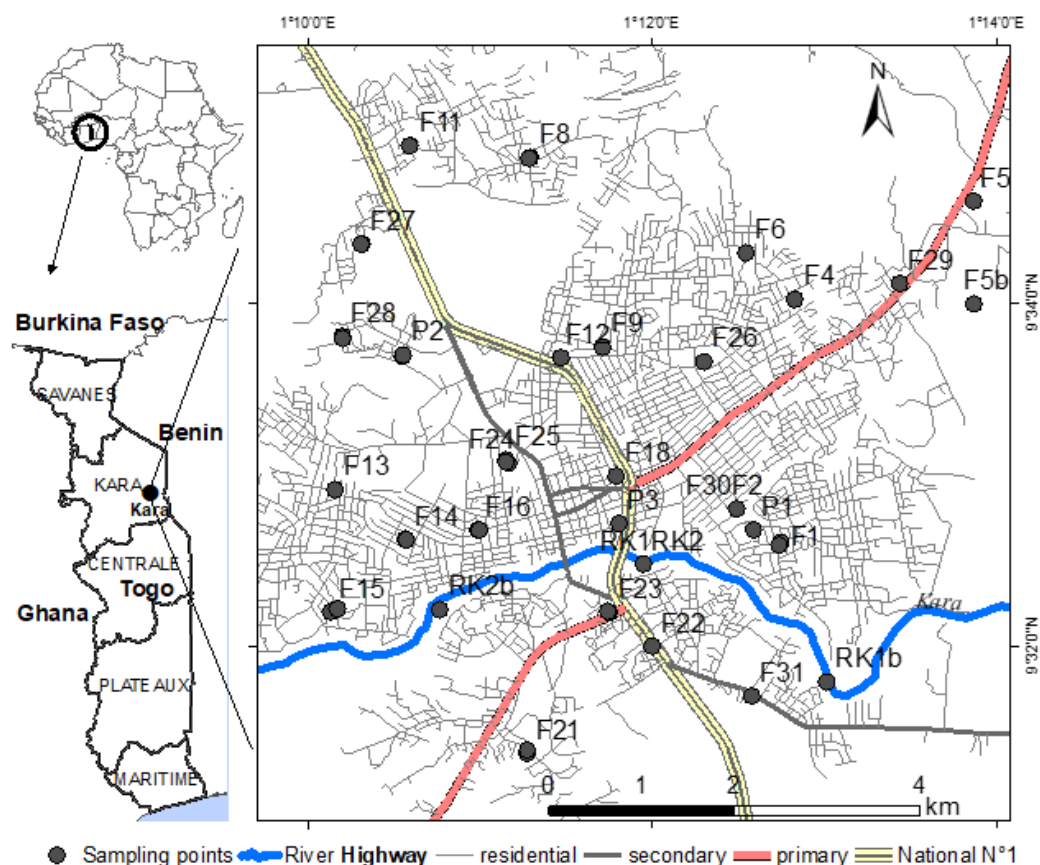 1°10'0"E
1°12'0"E
1°14'0"E
N
F11
F8
F5
F27
F6
F29
F4
F5b
9°34'0"N
F28
P2
F12
F9
F26
Burkina Faso
SAVANES
Benin
F24
F25
F13
F18
KARA
Kara
F30
F2
F16
P3
P1
F14
F1
RK1
RK2
CENTRALE
Togo
Ghana
F15
RK2b
F23
Kara
F22
9°32'0"N
RK1b
PLATEAUX
F31
F21
MARITIME
0 1 2 4
km
Sampling points River Highway residential secondary primary National N°1